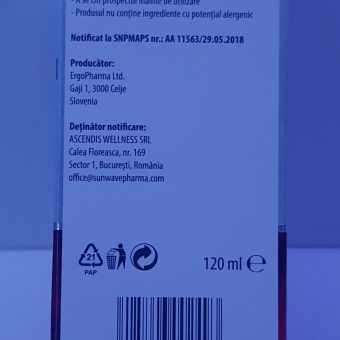 - A se citi prospectul înainte de utilizare
- Produsul nu conține ingrediente cu potențial alergenic
Notificat la SNPMAPS nr.: AA 11563/29.05.2018
Producător:
ErgoPharma Ltd.
Gaji 1, 3000 Celje
Slovenia
Deținător notificare:
ASCENDIS WELLNESS SRL
Calea Floreasca, nr. 169
Sector 1, București, România
office@sunwavepharma.com
21
PAP
120 ml ℮